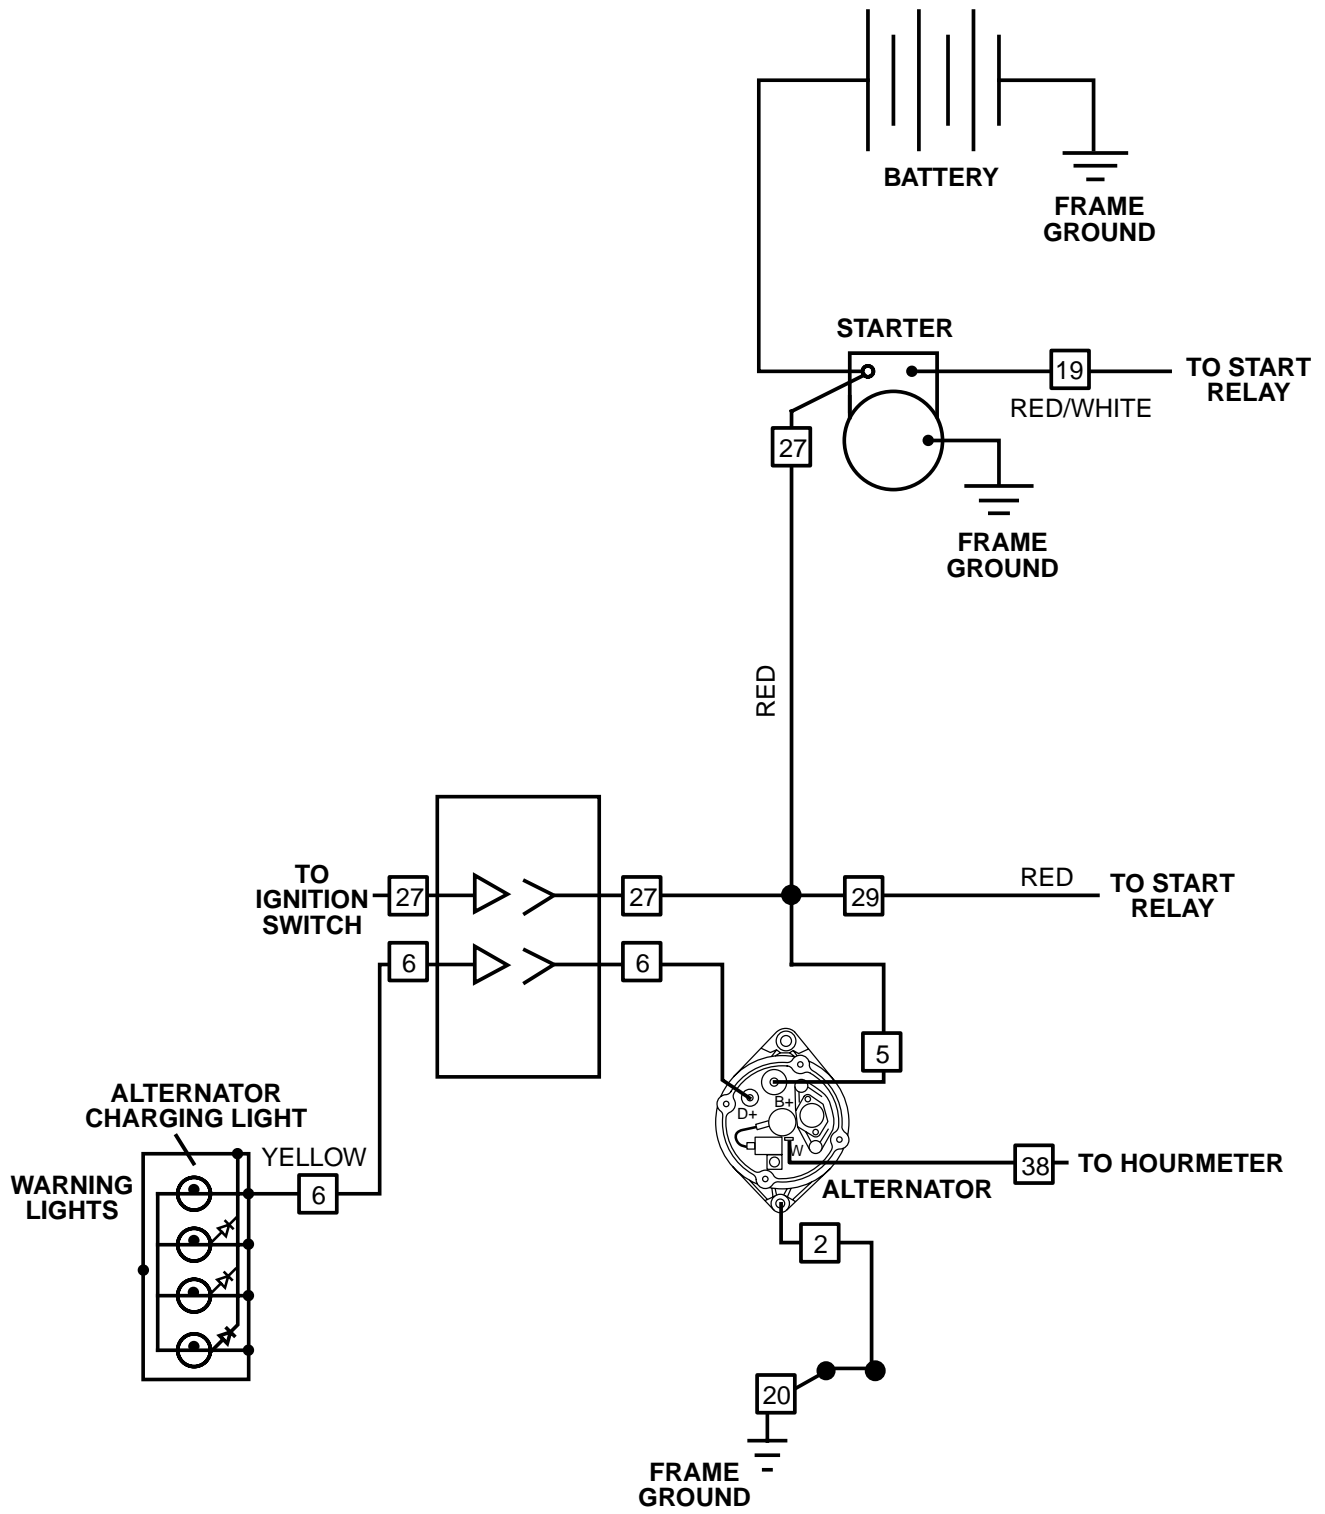 BATTERY
FRAME
GROUND
STARTER
19
TO START
RELAY
RED/WHITE
27
FRAME
GROUND
RED
TO
IGNITION
SWITCH
27
27
29
RED
TO START
RELAY
6
6
5
ALTERNATOR
CHARGING LIGHT
B+
D+
W
YELLOW
6
38
TO HOURMETER
WARNING
LIGHTS
ALTERNATOR
2
20
FRAME
GROUND